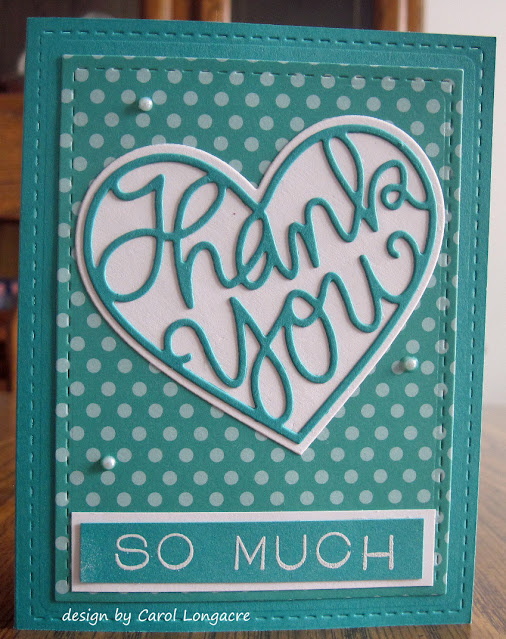 Thank
you
SO MUCH
design by Carol Longacre